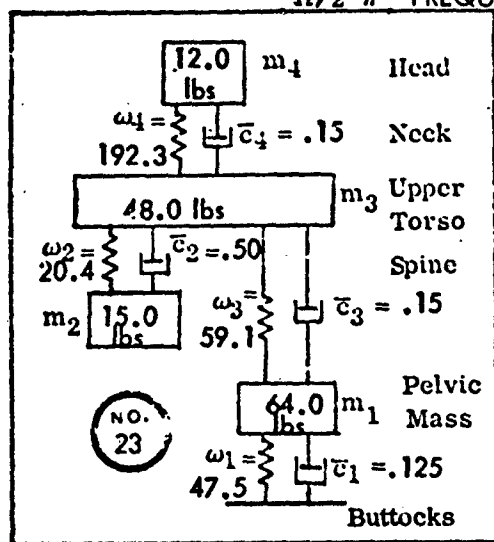 FREQU
12.0 lbs
m₄
Head
ω₄ = 192.3
c̄₄ = .15
Neck
48.0 lbs
m₃
Upper
Torso
ω₂ = 20.4
c̄₂ = .50
Spine
m₂
15.0 lbs
ω₃ = 59.1
c̄₃ = .15
64.0 lbs
m₁
Pelvic
Mass
NO.
23
ω₁ = 47.5
c̄₁ = .125
Buttocks